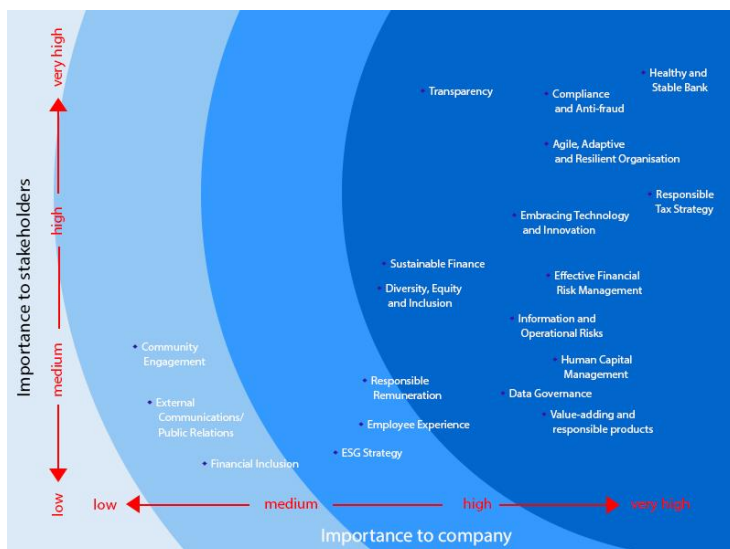 Importance to stakeholders
very high
high
medium
low
Healthy and
Stable Bank
Transparency
Compliance
and Anti-fraud
Agile, Adaptive
and Resilient Organisation
Responsible
Tax Strategy
Embracing Technology
and Innovation
Sustainable Finance
Effective Financial
Risk Management
Diversity, Equity
and Inclusion
Information and
Operational Risks
Community
Engagement
Human Capital
Management
Responsible
Remuneration
Data Governance
External
Communications/
Public Relations
Value-adding and
responsible products
Employee Experience
ESG Strategy
Financial Inclusion
low
medium
high
very high
Importance to company